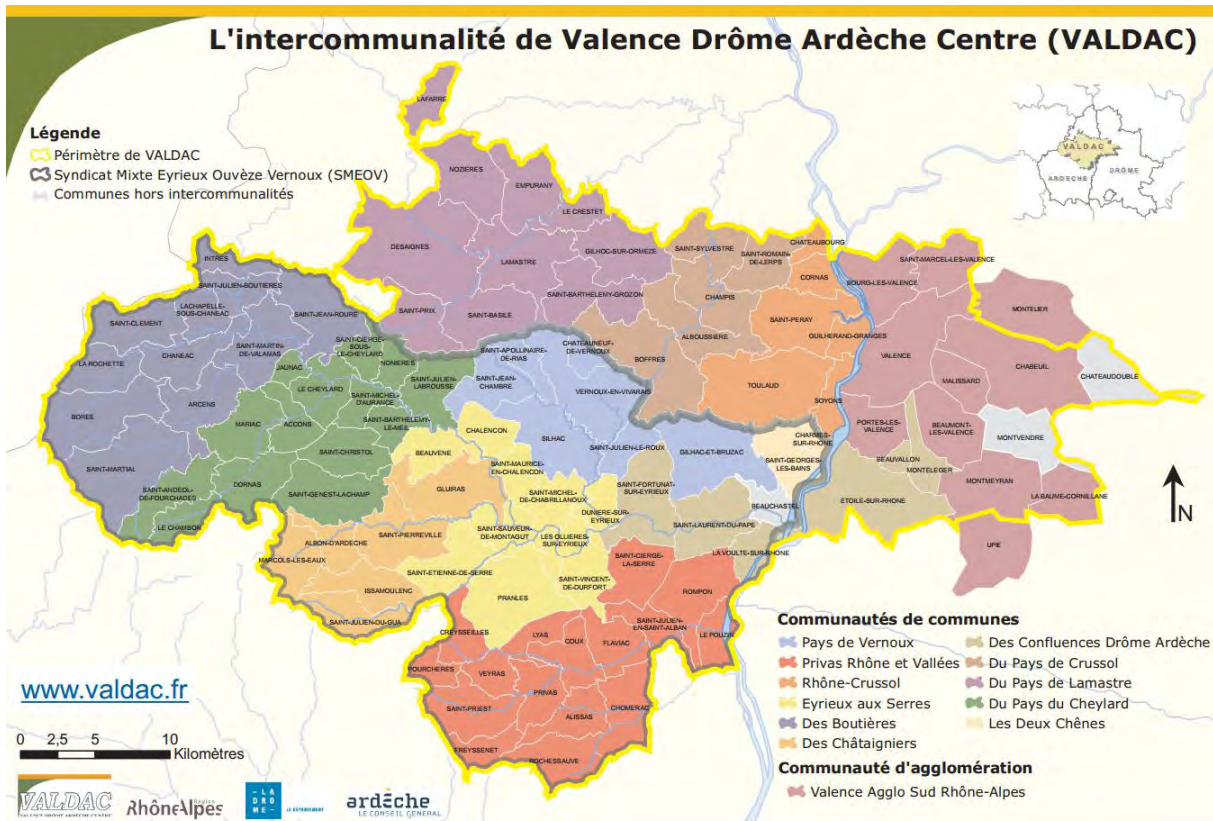 L'intercommunalité de Valence Drôme Ardèche Centre (VALDAC)
Légende
Périmètre de VALDAC
Syndicat Mixte Eyrieux Ouvèze Vernoux (SMEOV)
Communes hors intercommunalités
VALDAC
ARDECHE
DRÔME
LAFARRE
NOZIERES
EMPURANY
LE CRESTET
DESAIGNES
LAMASTRE
GILHOC-SUR-ORMEZE
SAINT-BARTHELEMY-GROZON
SAINT-PRIX
SAINT-BASILE
SAINT-SYLVESTRE
SAINT-ROMAIN-
DE-LERPS
CHAMPIS
ALBOUSSIERE
BOFFRES
CHATEAUBOURG
CORNAS
SAINT-PERAY
GUILHERAND-GRANGES
TOULAUD
SOYONS
SAINT-MARCEL-LES-VALENCE
BOURG-LES-VALENCE
MONTELIER
VALENCE
CHABEUIL
CHATEAUDOUBLE
MALISSARD
PORTES-LES-
VALENCE
BEAUMONT-
LES-VALENCE
MONTVENDRE
BEAUVALLON
MONTELEGER
MONTMEYRAN
LA BAUME-CORNILLANE
ETOILE-SUR-RHONE
UPIE
INTRES
SAINT-JULIEN-BOUTIERES
LACHAPELLE-
SOUS-CHANEAC
SAINT-CLEMENT
SAINT-JEAN-ROURE
LA ROCHETTE
CHANEAC
SAINT-MARTIN-
DE-VALAMAS
BOREE
ARCENS
SAINT-MARTIAL
SAINT-CIERGE-
SOUS-
LE-CHEYLARD
NONIERES
JAUNAC
LE CHEYLARD
SAINT-JULIEN-
LABROUSSE
SAINT-MICHEL-
D'AURANCE
MARIAC
ACCONS
SAINT-BARTHELEMY-
LE-MEIL
SAINT-CHRISTOL
DORNAS
SAINT-GENEST-LACHAMP
SAINT-ANDEOL-
DE-FOURCHADES
LE CHAMBON
SAINT-APOLLINAIRE-
DE-RIAS
CHATEAUNEUF-
DE-VERNOUX
SAINT-JEAN-
CHAMBRE
VERNOUX-EN-VIVARAIS
SILHAC
SAINT-JULIEN-LE-ROUX
GILHAC-ET-BRUZAC
CHARMES-
SUR-RHONE
SAINT-GEORGES-
LES-BAINS
BEAUCHASTEL
SAINT-FORTUNAT-
SUR-EYRIEUX
SAINT-LAURENT-DU-PAPE
LA VOULTE-SUR-RHONE
CHALENCON
BEAUVENE
SAINT-MAURICE-
EN-CHALENCON
GLUIRAS
SAINT-MICHEL-
DE-CHABRILLANOUX
DUNIERE-SUR-
EYRIEUX
SAINT-SAUVEUR-
DE-MONTAGUT
LES OLLIERES-
SUR-EYRIEUX
SAINT-PIERREVILLE
ALBON-D'ARDECHE
MARCOLS-LES-EAUX
SAINT-ETIENNE-DE-SERRE
ISSAMOULENC
SAINT-JULIEN-DU-GUA
PRANLES
SAINT-VINCENT-
DE-DURFORT
SAINT-CIERGE-
LA-SERRE
ROMPON
SAINT-JULIEN-
EN-SAINT-ALBAN
LE POUZIN
CREYSSEILLES
LYAS
COUX
FLAVIAC
POURCHERES
VEYRAS
PRIVAS
SAINT-PRIEST
ALISSAS
CHOMERAC
FREYSSENET
ROCHESSAUVE
N
www.valdac.fr
0 2,5 5 10
Kilomètres
Communautés de communes
Pays de Vernoux
Privas Rhône et Vallées
Rhône-Crussol
Eyrieux aux Serres
Des Boutières
Des Châtaigniers
Des Confluences Drôme Ardèche
Du Pays de Crussol
Du Pays de Lamastre
Du Pays du Cheylard
Les Deux Chênes
Communauté d'agglomération
Valence Agglo Sud Rhône-Alpes
VALDAC
VALENCE DRÔME ARDÈCHE CENTRE
RhôneAlpes Région
LA
DRO
ME
LE DÉPARTEMENT
ardèche
LE CONSEIL GENERAL